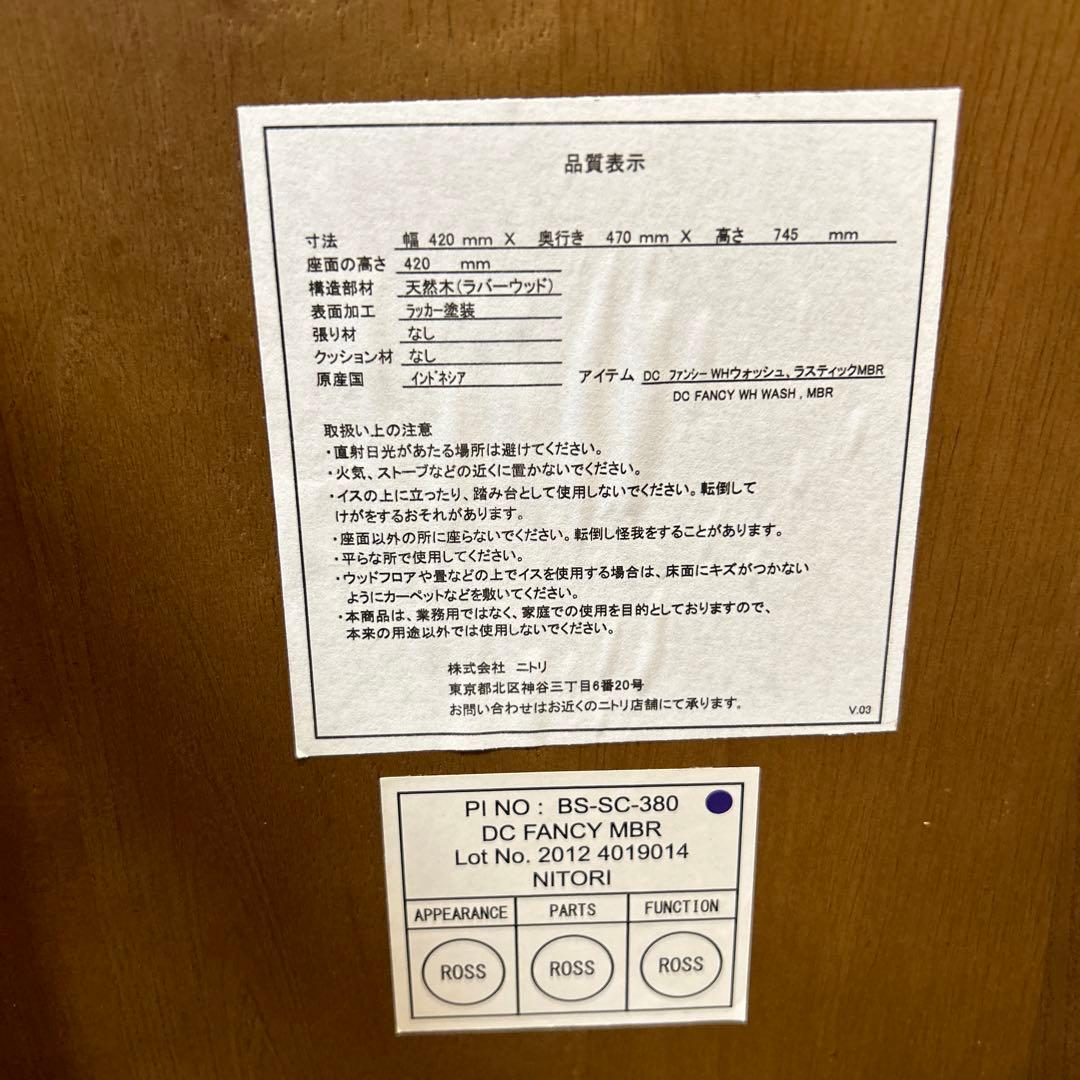 品質表示
寸法 幅 420 mm X 奥行き 470 mm X 高さ 745 mm
座面の高さ 420 mm
構造部材 天然木(ラバーウッド)
表面加工 ﾗｯｶｰ塗装
張り材 なし
クッション材 なし
原産国 ｲﾝﾄﾞﾈｼｱ アイテム DC ﾌｧﾝｼｰ WHウォッシュ、ラスティックMBR
DC FANCY WH WASH , MBR
取扱い上の注意
・直射日光があたる場所は避けてください。
・火気、ストーブなどの近くに置かないでください。
・イスの上に立ったり、踏み台として使用しないでください。転倒して
けがをするおそれがあります。
・座面以外の所に座らないでください。転倒し怪我をすることがあります。
・平らな所で使用してください。
・ウッドフロアや畳などの上でイスを使用する場合は、床面にキズがつかない
ようにカーペットなどを敷いてください。
・本商品は、業務用ではなく、家庭での使用を目的としておりますので、
本来の用途以外では使用しないでください。
株式会社 ニトリ
東京都北区神谷三丁目6番20号
お問い合わせはお近くのニトリ店舗にて承ります。
V.03
PI NO : BS-SC-380
DC FANCY MBR
Lot No. 2012 4019014
NITORI
APPEARANCE PARTS FUNCTION
ROSS ROSS ROSS